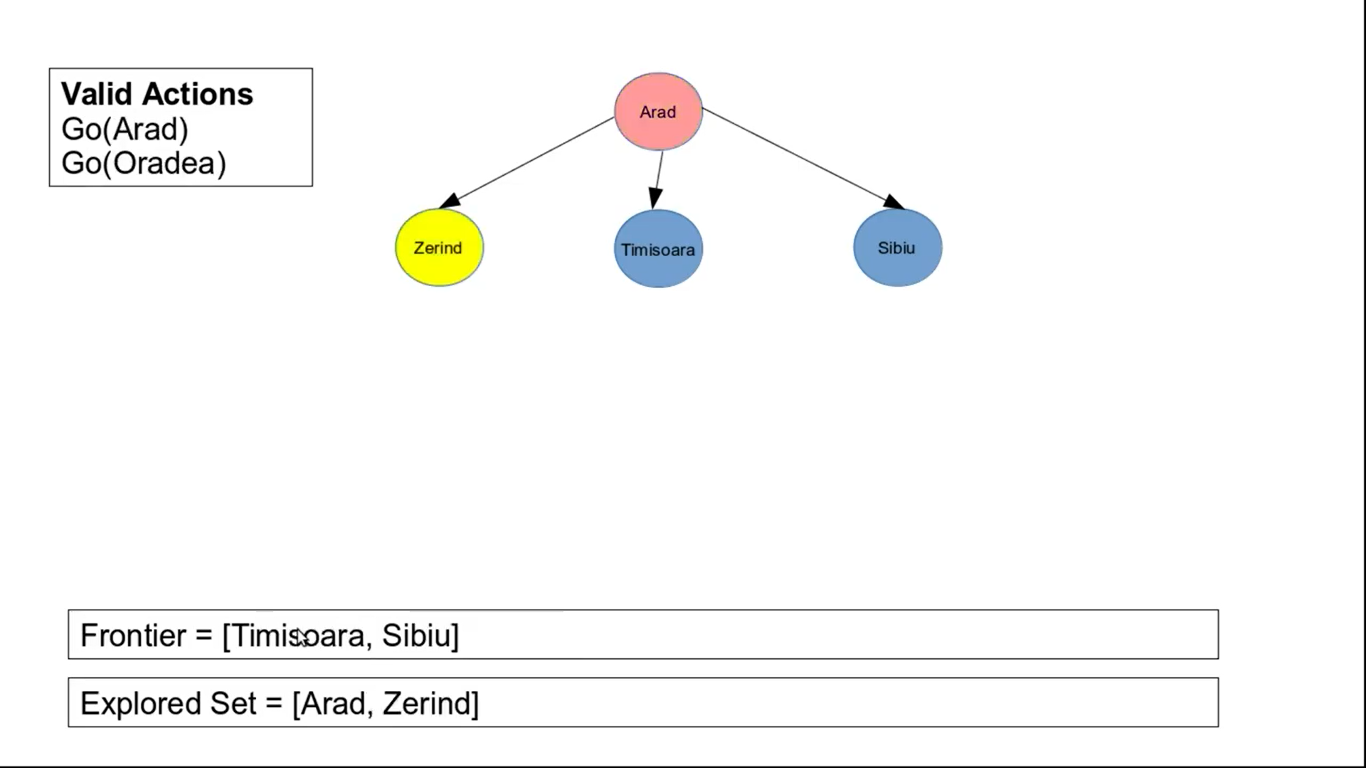 Valid Actions
Go(Arad)
Go(Oradea)
Arad
Zerind
Timisoara
Sibiu
Frontier = [Timisoara, Sibiu]
Explored Set = [Arad, Zerind]